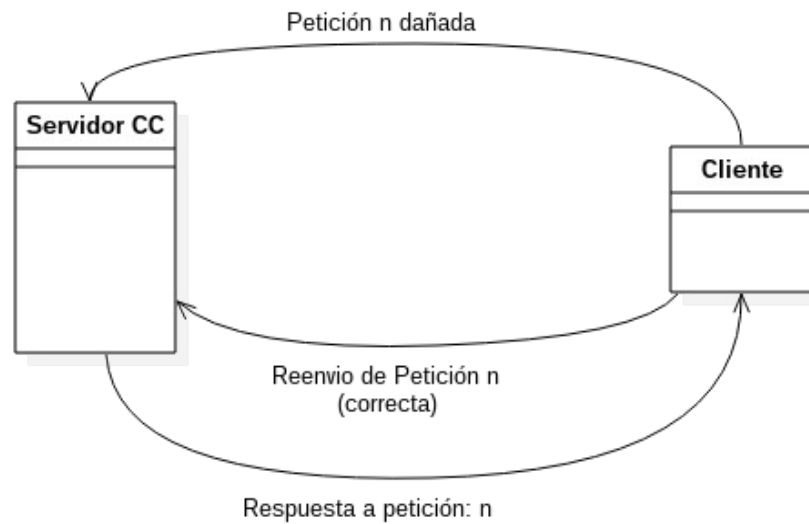 Petición n dañada
Servidor CC
Cliente
Reenvio de Petición n
(correcta)
Respuesta a petición: n